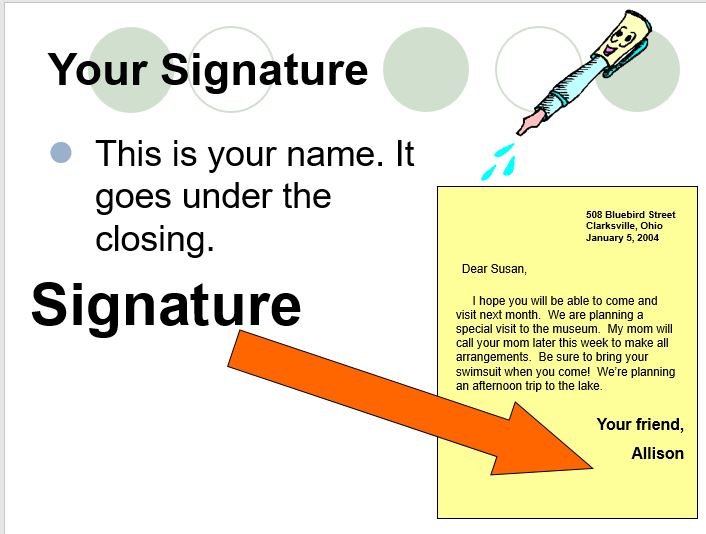 Your Signature
This is your name. It
goes under the
closing.
Signature
508 Bluebird Street
Clarksville, Ohio
January 5, 2004
Dear Susan,
I hope you will be able to come and
visit next month. We are planning a
special visit to the museum. My mom will
call your mom later this week to make all
arrangements. Be sure to bring your
swimsuit when you come! We're planning
an afternoon trip to the lake.
Your friend,
Allison